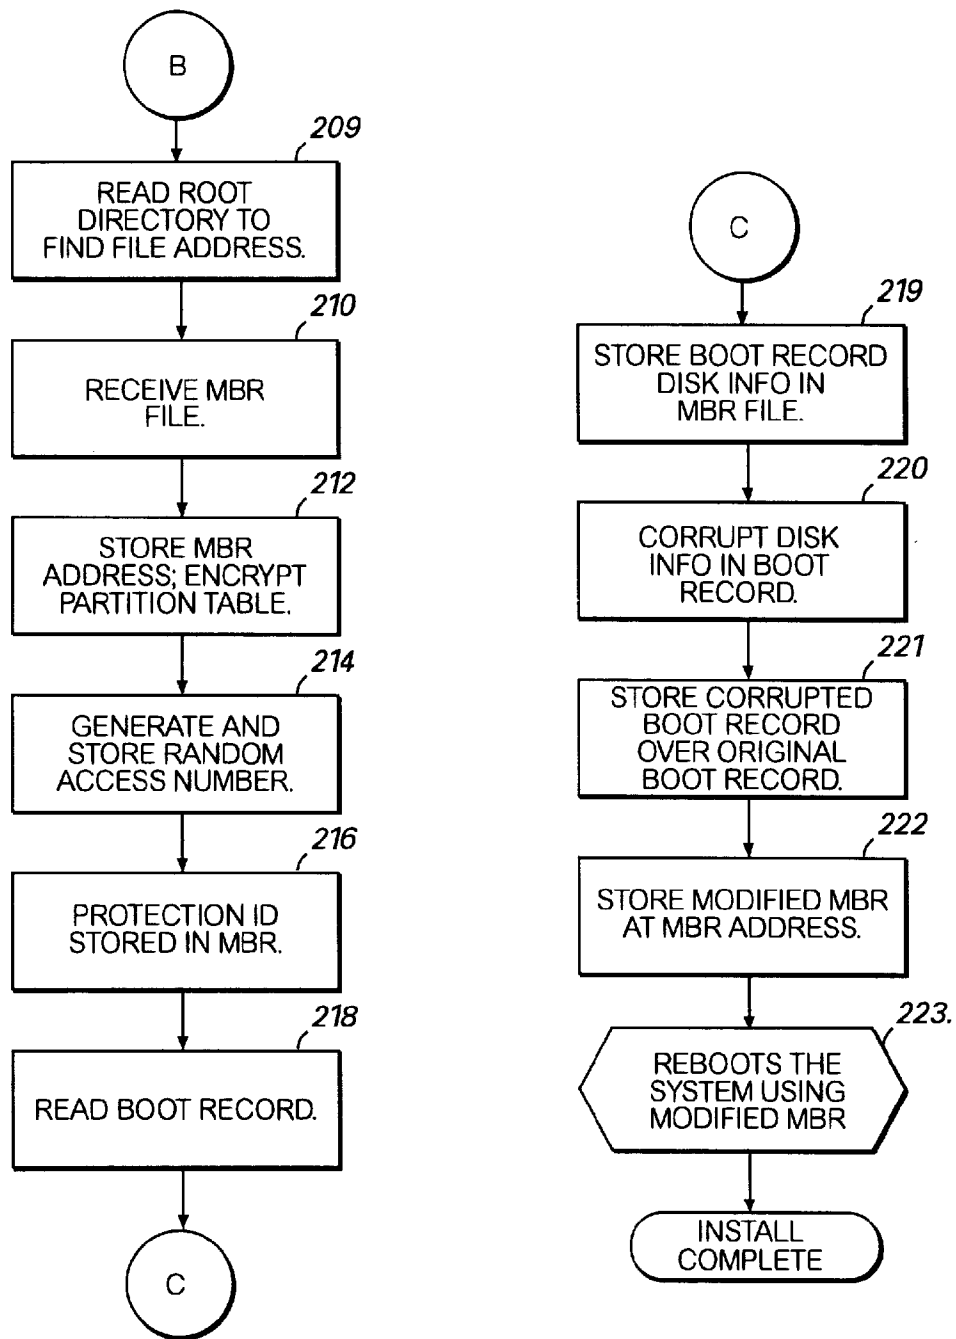 B
209
READ ROOT
DIRECTORY TO
FIND FILE ADDRESS.
210
RECEIVE MBR
FILE.
212
STORE MBR
ADDRESS; ENCRYPT
PARTITION TABLE.
214
GENERATE AND
STORE RANDOM
ACCESS NUMBER.
216
PROTECTION ID
STORED IN MBR.
218
READ BOOT RECORD.
C
C
219
STORE BOOT RECORD
DISK INFO IN
MBR FILE.
220
CORRUPT DISK
INFO IN BOOT
RECORD.
221
STORE CORRUPTED
BOOT RECORD
OVER ORIGINAL
BOOT RECORD.
222
STORE MODIFIED MBR
AT MBR ADDRESS.
223.
REBOOTS THE
SYSTEM USING
MODIFIED MBR
INSTALL
COMPLETE